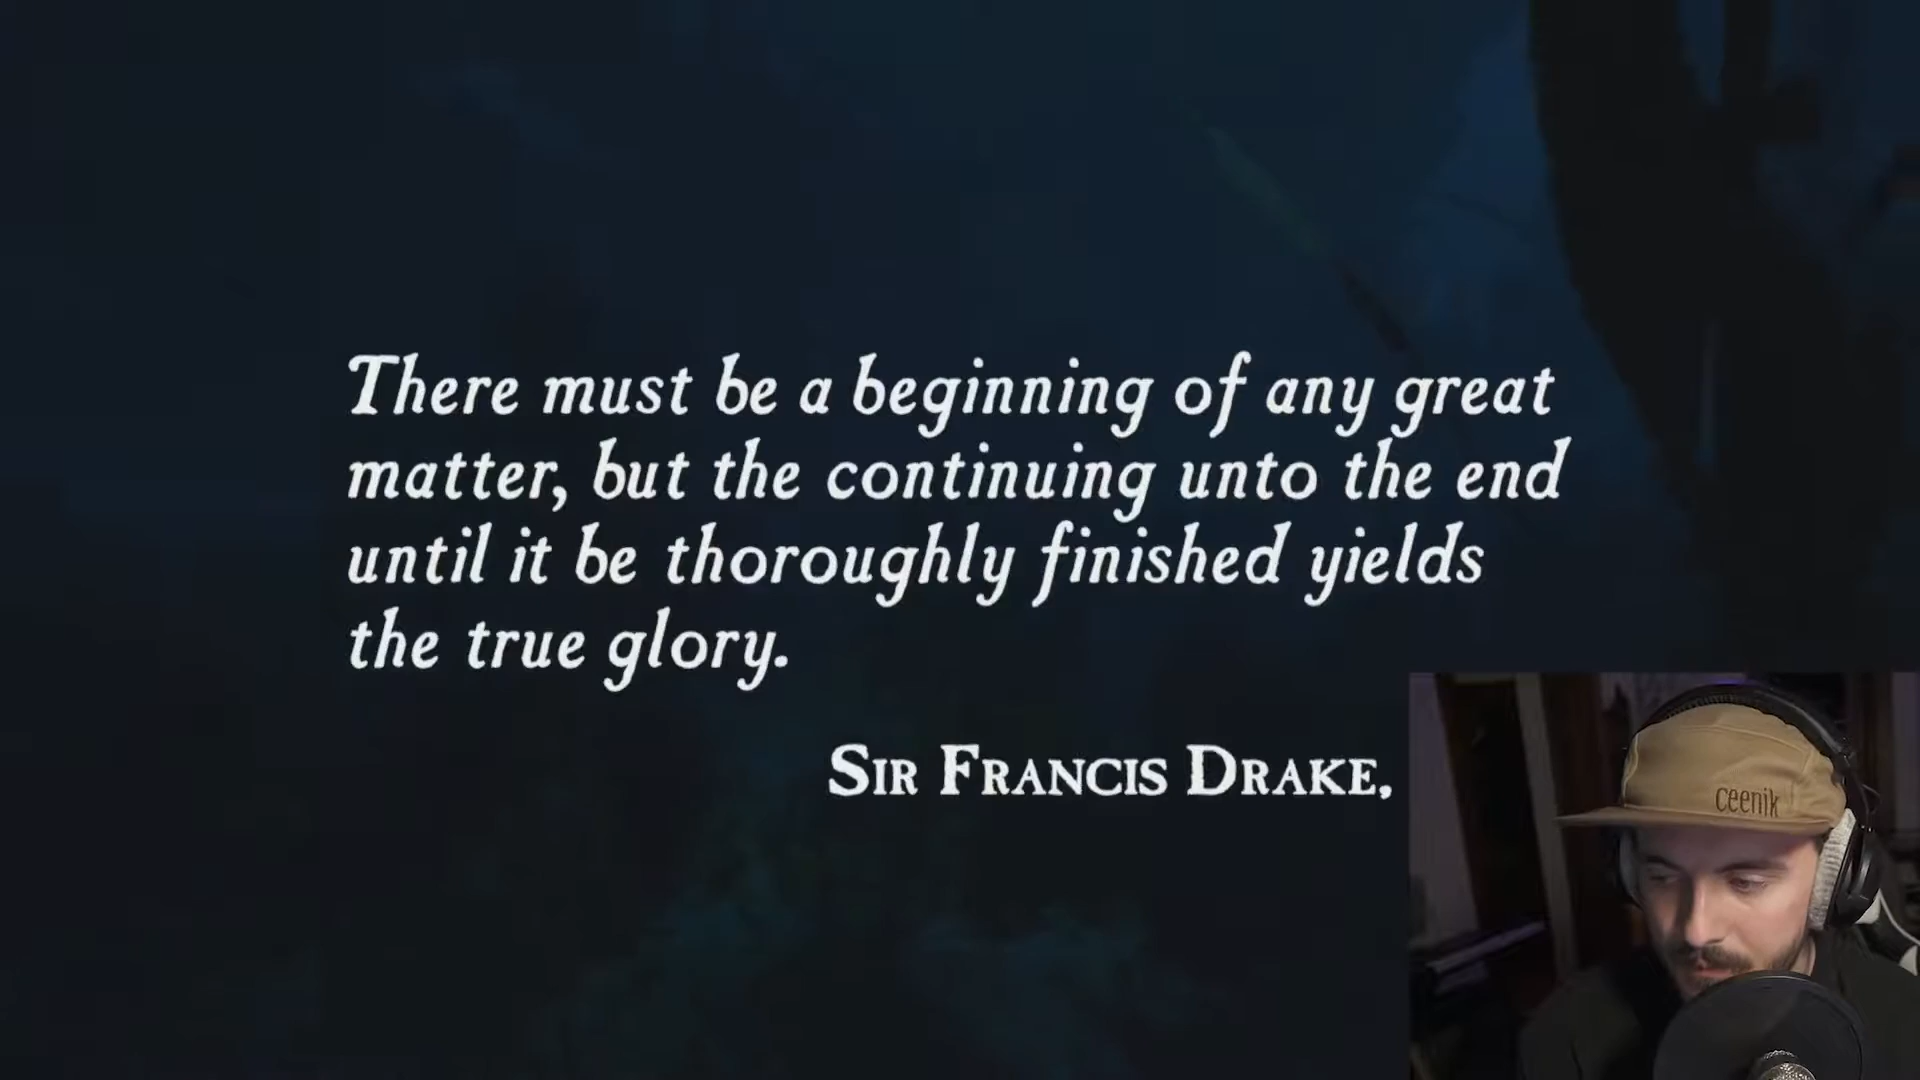 There must be a beginning of any great
matter, but the continuing unto the end
until it be thoroughly finished yields
the true glory.
SIR FRANCIS DRAKE,
ceenik